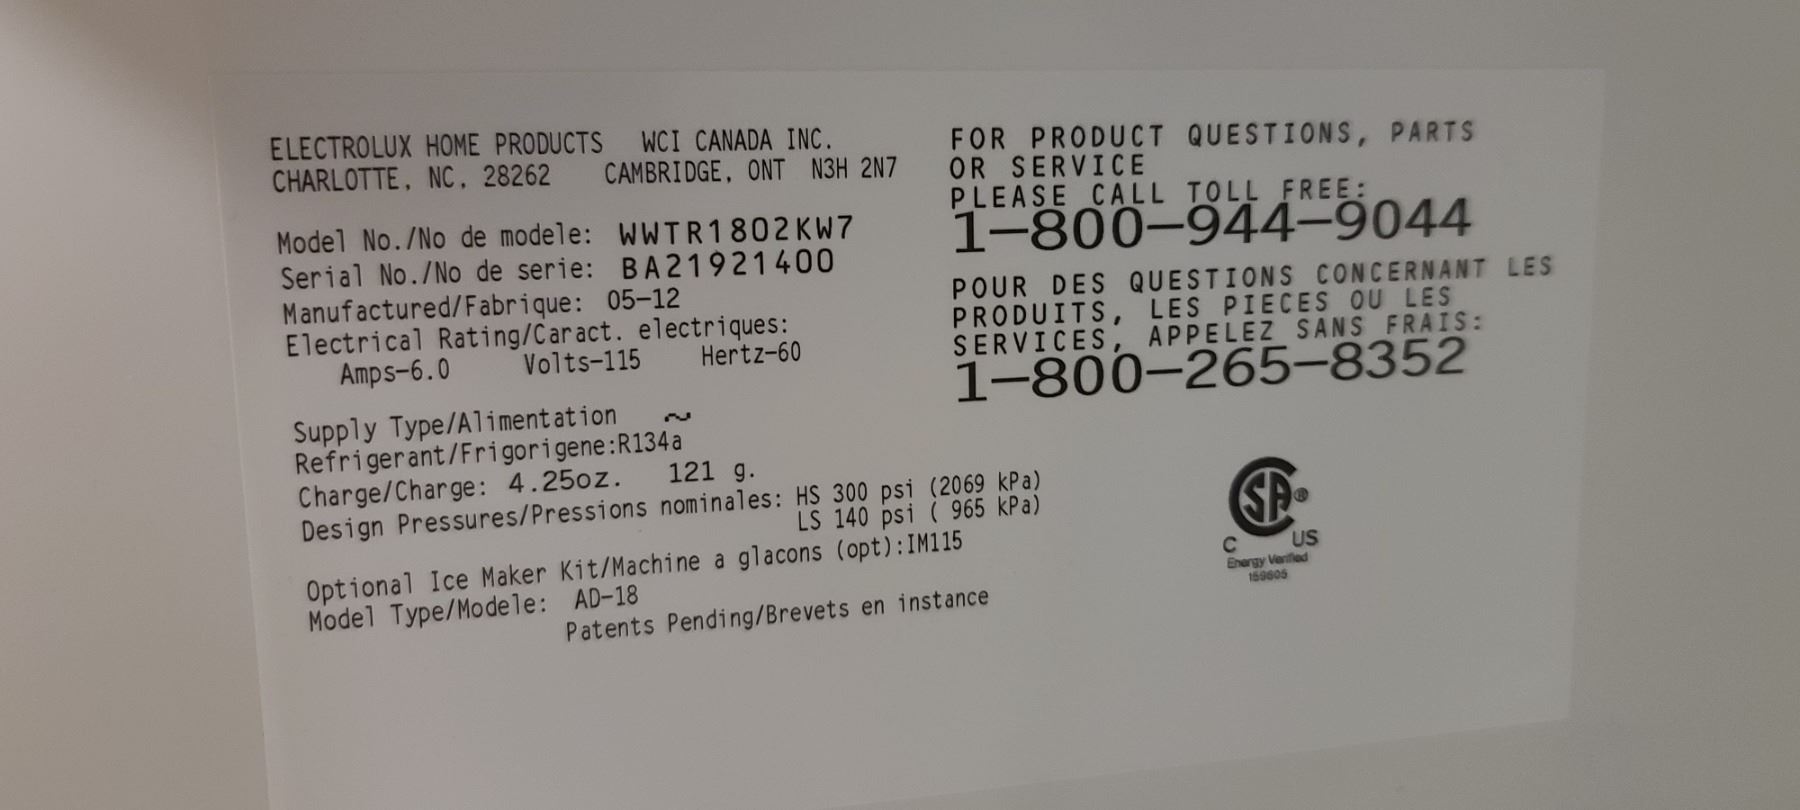 ELECTROLUX HOME PRODUCTS WCI CANADA INC.
CHARLOTTE, NC, 28262 CAMBRIDGE, ONT N3H 2N7
Model No./No de modele: WWTR1802KW7
Serial No./No de serie: BA21921400
Manufactured/Fabrique: 05-12
Electrical Rating/Caract. electriques:
Amps-6.0 Volts-115 Hertz-60
Supply Type/Alimentation ~
Refrigerant/Frigorigene:R134a
Charge/Charge: 4.25oz. 121 g.
Design Pressures/Pressions nominales: HS 300 psi (2069 kPa)
LS 140 psi ( 965 kPa)
Optional Ice Maker Kit/Machine a glacons (opt):IM115
Model Type/Modele: AD-18
Patents Pending/Brevets en instance
FOR PRODUCT QUESTIONS, PARTS
OR SERVICE
PLEASE CALL TOLL FREE:
1-800-944-9044
POUR DES QUESTIONS CONCERNANT LES
PRODUITS, LES PIECES OU LES
SERVICES, APPELEZ SANS FRAIS:
1-800-265-8352
SA®
C US
Energy Verified
159605